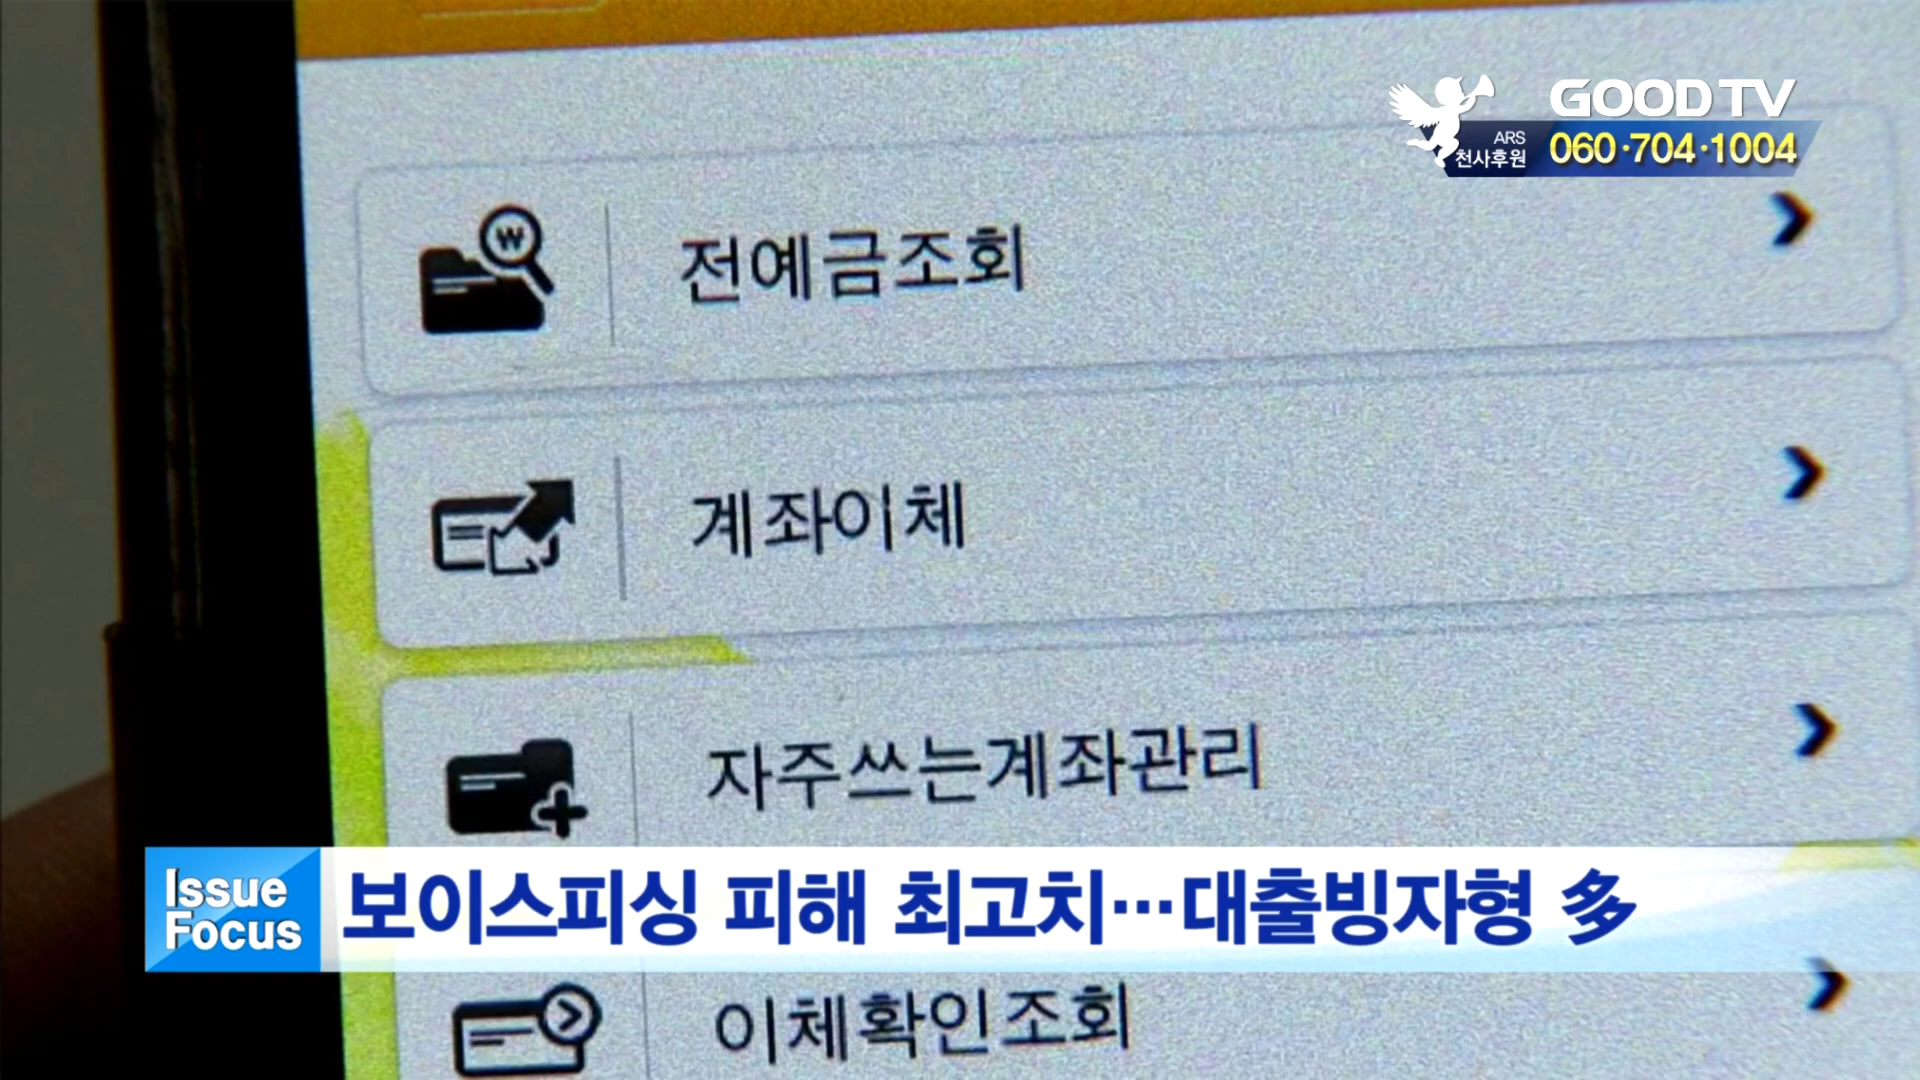 GOODTV
ARS
천사후원 060·704·1004
W
전예금조회
계좌이체
자주쓰는계좌관리
Issue
Focus
보이스피싱 피해 최고치…대출빙자형 多
이체확인조회